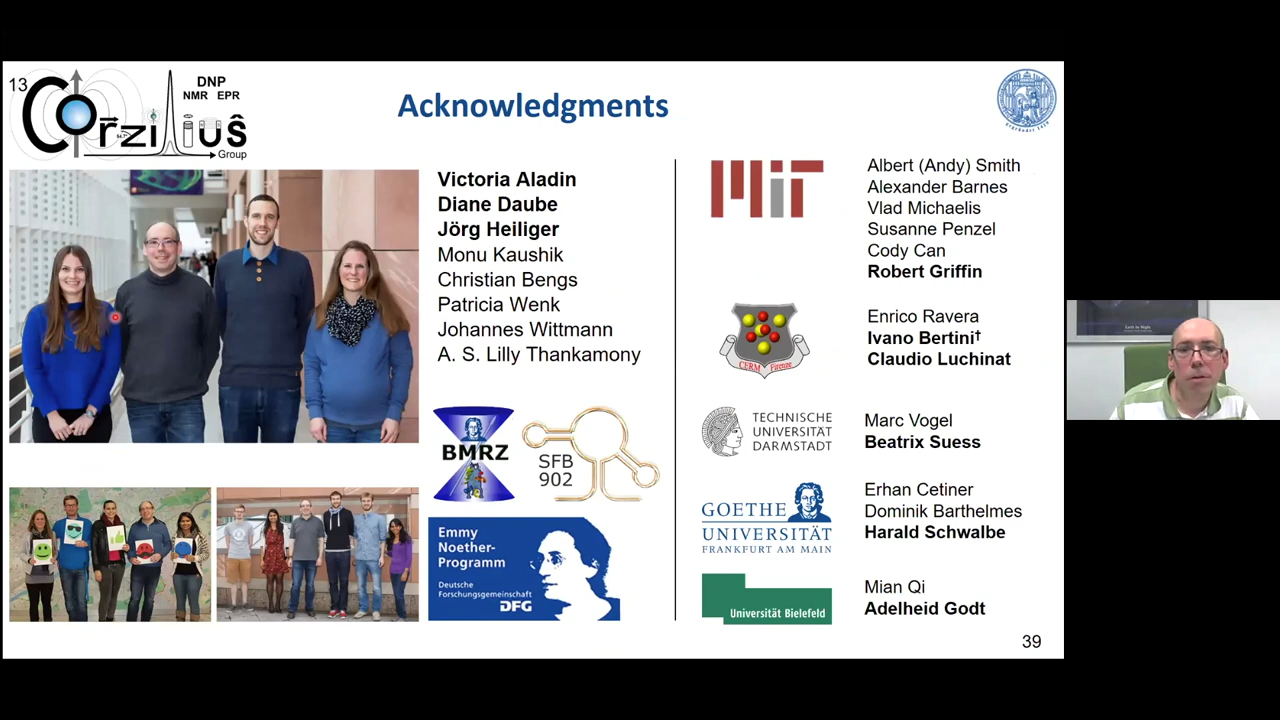 Acknowledgments
13
Corzilius
DNP
NMR EPR
54.7°
Group
Victoria Aladin
Diane Daube
Jörg Heiliger
Monu Kaushik
Christian Bengs
Patricia Wenk
Johannes Wittmann
A. S. Lilly Thankamony
BMRZ
SFB
902
Emmy
Noether-
Programm
Deutsche
Forschungsgemeinschaft
DFG
MIT
Albert (Andy) Smith
Alexander Barnes
Vlad Michaelis
Susanne Penzel
Cody Can
Robert Griffin
CERM Firenze
Enrico Ravera
Ivano Bertini†
Claudio Luchinat
TECHNISCHE
UNIVERSITÄT
DARMSTADT
Marc Vogel
Beatrix Suess
GOETHE
UNIVERSITÄT
FRANKFURT AM MAIN
Erhan Cetiner
Dominik Barthelmes
Harald Schwalbe
Universität Bielefeld
Mian Qi
Adelheid Godt
39